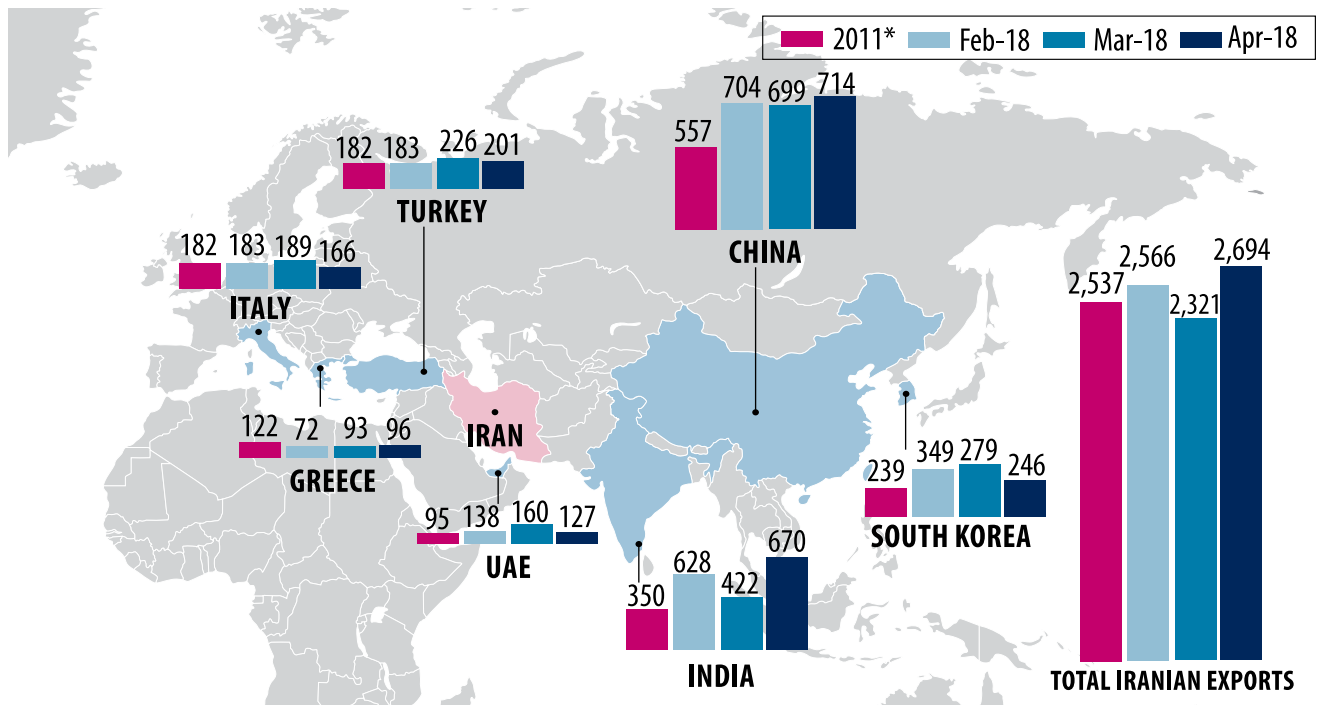 2011* Feb-18 Mar-18 Apr-18
557 704 699 714
CHINA
182 183 226 201
TURKEY
182 183 189 166
ITALY
2,537 2,566 2,321 2,694
TOTAL IRANIAN EXPORTS
122 72 93 96
GREECE
IRAN
239 349 279 246
SOUTH KOREA
95 138 160 127
UAE
350 628 422 670
INDIA